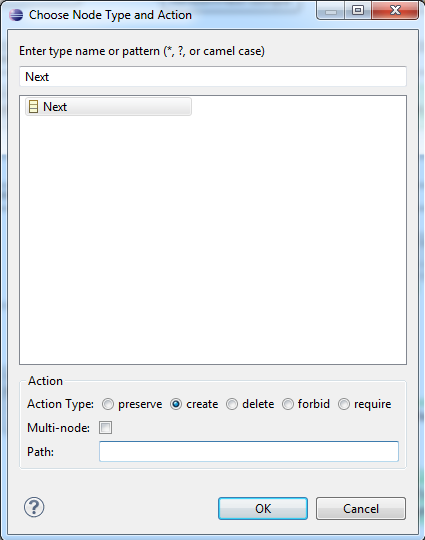 Choose Node Type and Action
Enter type name or pattern (*, ?, or camel case)
Next
Next
Action
Action Type: preserve create delete forbid require
Multi-node:
Path:
? OK Cancel